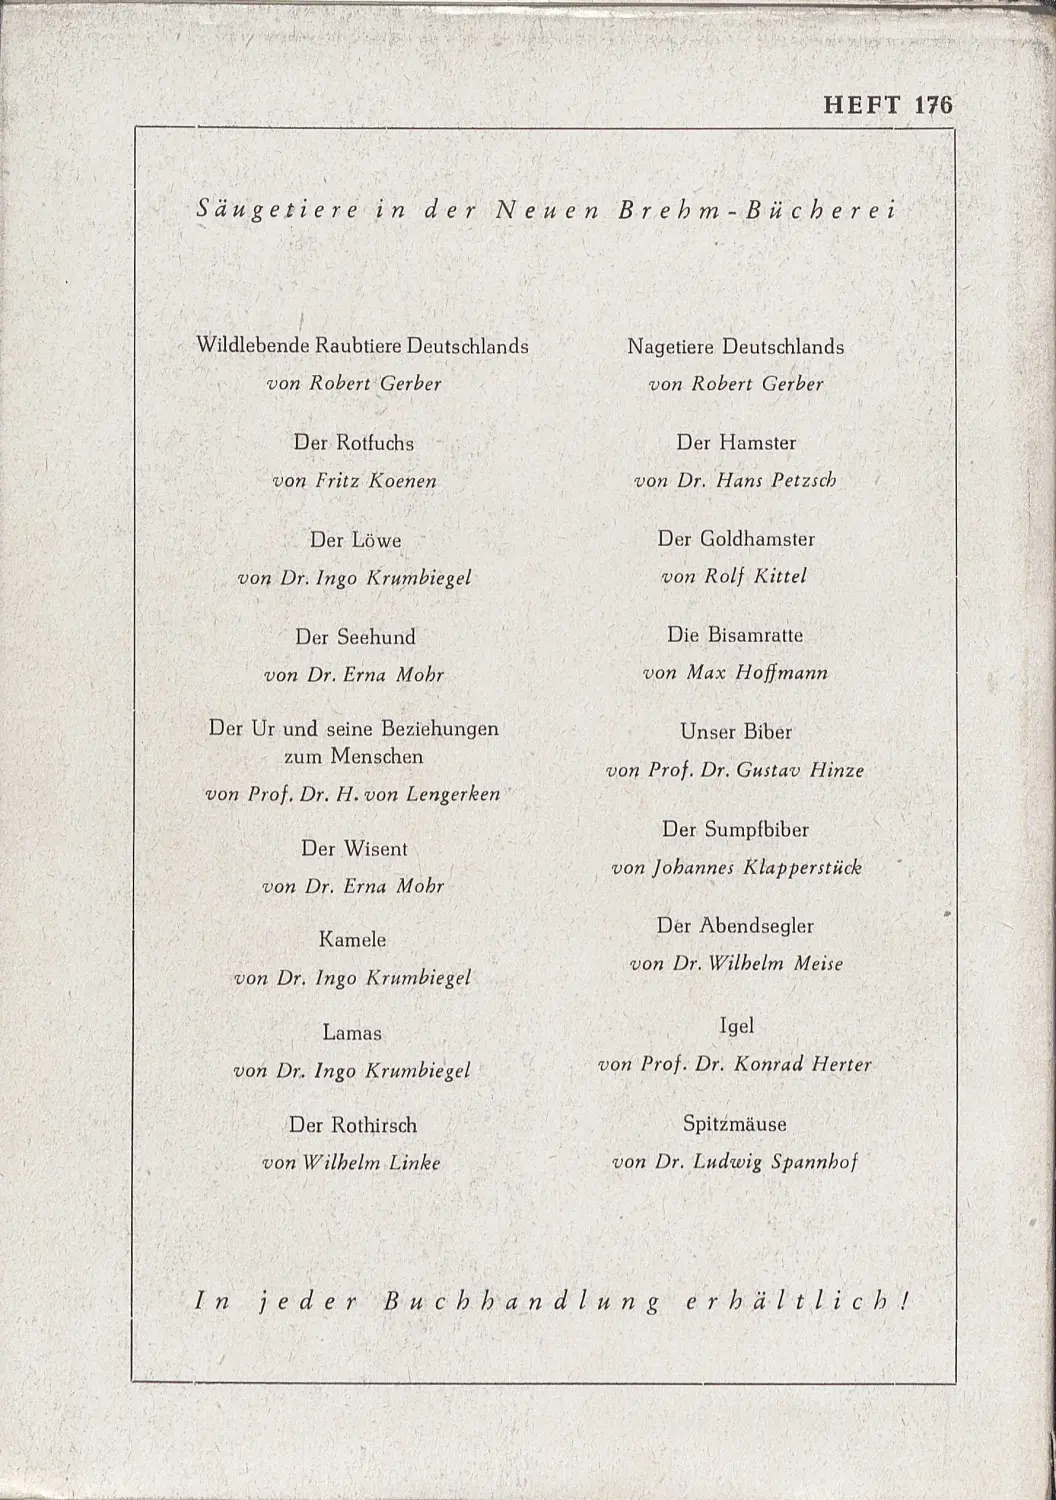 HEFT 176
Säugetiere in der Neuen Brehm-Bücherei
Wildlebende Raubtiere Deutschlands
von Robert Gerber
Der Rotfuchs
von Fritz Koenen
Der Löwe
von Dr. Ingo Krumbiegel
Der Seehund
von Dr. Erna Mohr
Der Ur und seine Beziehungen
zum Menschen
von Prof. Dr. H. von Lengerken
Der Wisent
von Dr. Erna Mohr
Kamele
von Dr. Ingo Krumbiegel
Lamas
von Dr. Ingo Krumbiegel
Der Rothirsch
von Wilhelm Linke
Nagetiere Deutschlands
von Robert Gerber
Der Hamster
von Dr. Hans Petzsch
Der Goldhamster
von Rolf Kittel
Die Bisamratte
von Max Hoffmann
Unser Biber
von Prof. Dr. Gustav Hinze
Der Sumpfbiber
von Johannes Klapperstück
Der Abendsegler
von Dr. Wilhelm Meise
Igel
von Prof. Dr. Konrad Herter
Spitzmäuse
von Dr. Ludwig Spannhof
In jeder Buchhandlung erhältlich!